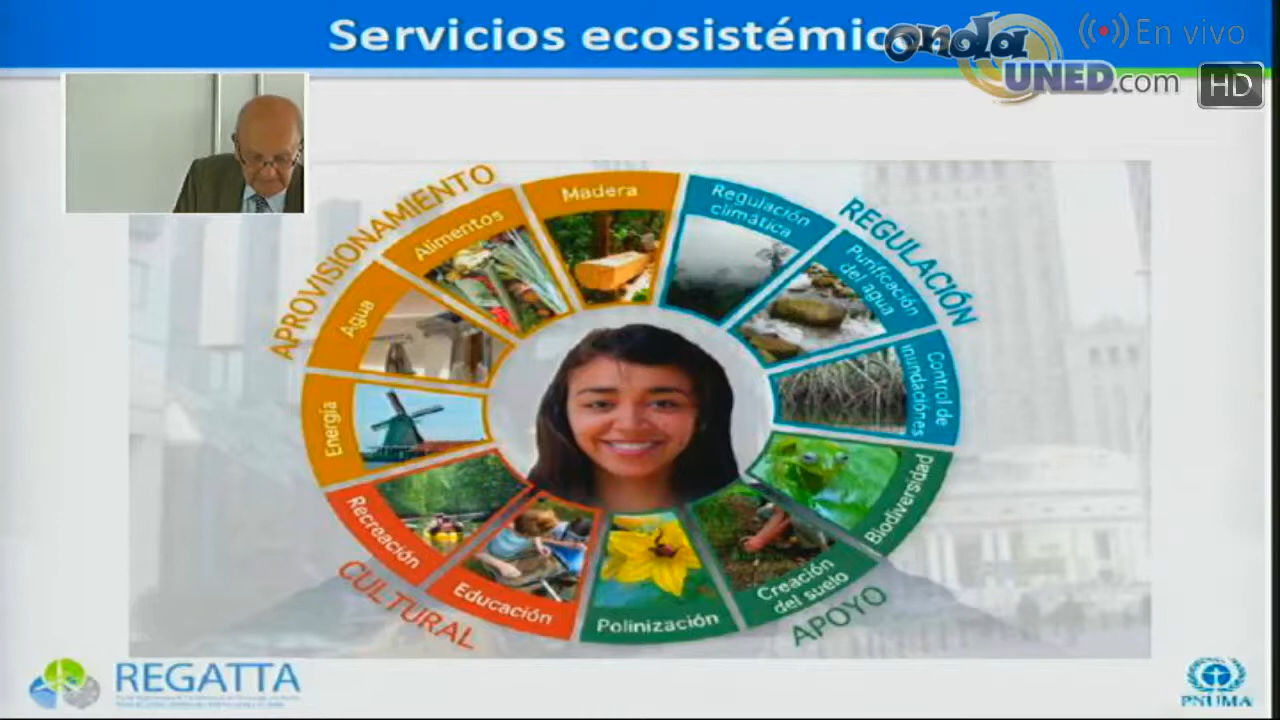 Servicios ecosistémicos
onda
UNED.com
En vivo
HD
APROVISIONAMIENTO
Madera
Alimentos
Agua
Energía
REGULACIÓN
Regulación
climática
Purificación
del agua
Control de
inundaciónes
Biodiversidad
Creación
del suelo
Polinización
APOYO
Educación
Recreación
CULTURAL
REGATTA
PNUMA